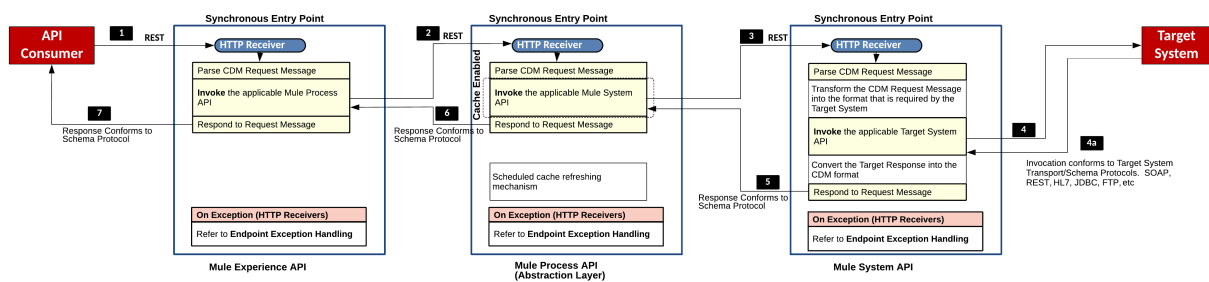 Synchronous Entry Point
Synchronous Entry Point
Synchronous Entry Point
API
Consumer
1
REST
HTTP Receiver
2
REST
HTTP Receiver
3
REST
HTTP Receiver
Target
System
Parse CDM Request Message
Invoke the applicable Mule Process
API
Respond to Request Message
7
Response Conforms to
Schema Protocol
Cache Enabled
Parse CDM Request Message
Invoke the applicable Mule System
API
Respond to Request Message
6
Response Conforms to
Schema Protocol
Scheduled cache refreshing
mechanism
Parse CDM Request Message
Transform the CDM Request Message
into the format that is required by the
Target System
Invoke the applicable Target System
API
Convert the Target Response into the
CDM format
Respond to Request Message
4
4a
Invocation conforms to Target System
Transport/Schema Protocols. SOAP,
REST, HL7, JDBC, FTP, etc
5
Response Conforms to
Schema Protocol
On Exception (HTTP Receivers)
Refer to Endpoint Exception Handling
On Exception (HTTP Receivers)
Refer to Endpoint Exception Handling
On Exception (HTTP Receivers)
Refer to Endpoint Exception Handling
Mule Experience API
Mule Process API
(Abstraction Layer)
Mule System API